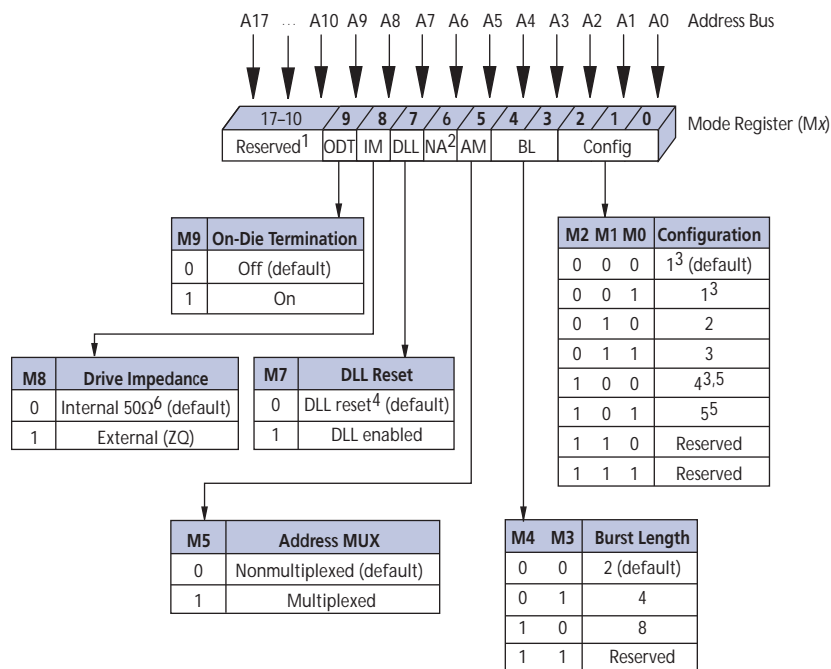 A17 ... A10 A9 A8 A7 A6 A5 A4 A3 A2 A1 A0 Address Bus
17–10 9 8 7 6 5 4 3 2 1 0 Mode Register (Mx)
Reserved1 ODT IM DLL NA2 AM BL Config
M9 On-Die Termination
0 Off (default)
1 On
M2 M1 M0 Configuration
0 0 0 13 (default)
0 0 1 13
0 1 0 2
0 1 1 3
1 0 0 43,5
1 0 1 55
1 1 0 Reserved
1 1 1 Reserved
M8 Drive Impedance
0 Internal 50Ω6 (default)
1 External (ZQ)
M7 DLL Reset
0 DLL reset4 (default)
1 DLL enabled
M5 Address MUX
0 Nonmultiplexed (default)
1 Multiplexed
M4 M3 Burst Length
0 0 2 (default)
0 1 4
1 0 8
1 1 Reserved